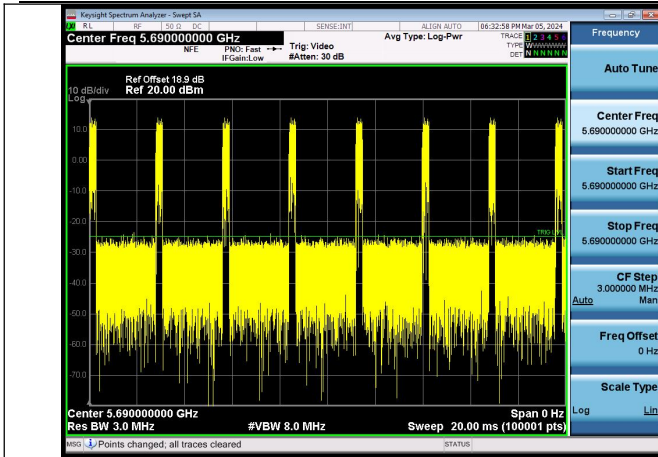 Keysight Spectrum Analyzer - Swept SA
RL RF 50 Ω DC SENSE:INT ALIGN AUTO 06:32:58 PM Mar 05, 2024
Center Freq 5.690000000 GHz
NFE
PNO: Fast
IFGain:Low
Trig: Video
#Atten: 30 dB
Avg Type: Log-Pwr
TRACE 1 2 3 4 5 6
TYPE WWWWWW
DET N N N N N N
Ref Offset 18.9 dB
10 dB/div Ref 20.00 dBm
Log
10.0
0.00
-10.0
-20.0
TRIG LVL
-30.0
-40.0
-50.0
-60.0
-70.0
Center 5.690000000 GHz Span 0 Hz
Res BW 3.0 MHz #VBW 8.0 MHz Sweep 20.00 ms (100001 pts)
MSG Points changed; all traces cleared STATUS
Frequency
Auto Tune
Center Freq
5.690000000 GHz
Start Freq
5.690000000 GHz
Stop Freq
5.690000000 GHz
CF Step
3.000000 MHz
Auto Man
Freq Offset
0 Hz
Scale Type
Log Lin